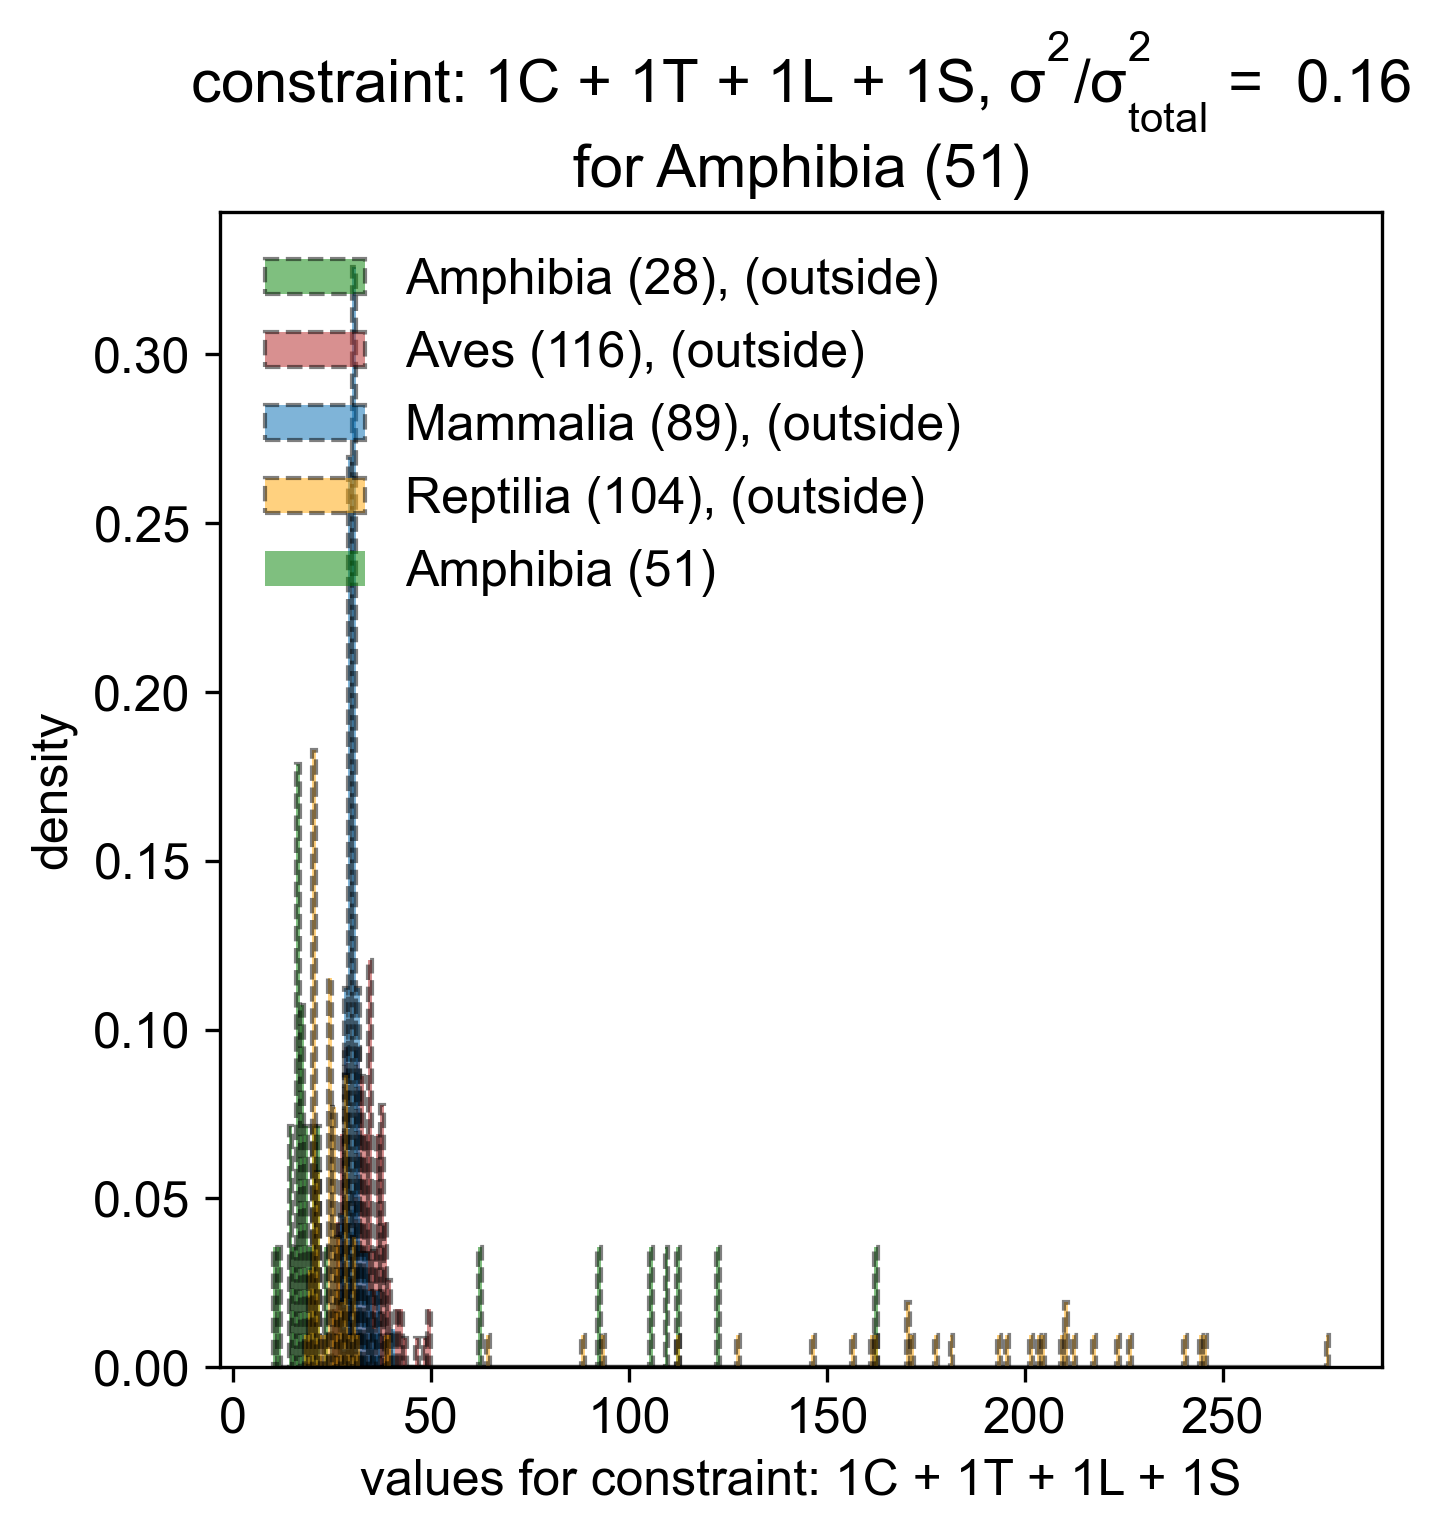 constraint: 1C + 1T + 1L + 1S, σ²/σ²total = 0.16
for Amphibia (51)
Amphibia (28), (outside)
Aves (116), (outside)
Mammalia (89), (outside)
Reptilia (104), (outside)
Amphibia (51)
density
0.30
0.25
0.20
0.15
0.10
0.05
0.00
0 50 100 150 200 250
values for constraint: 1C + 1T + 1L + 1S